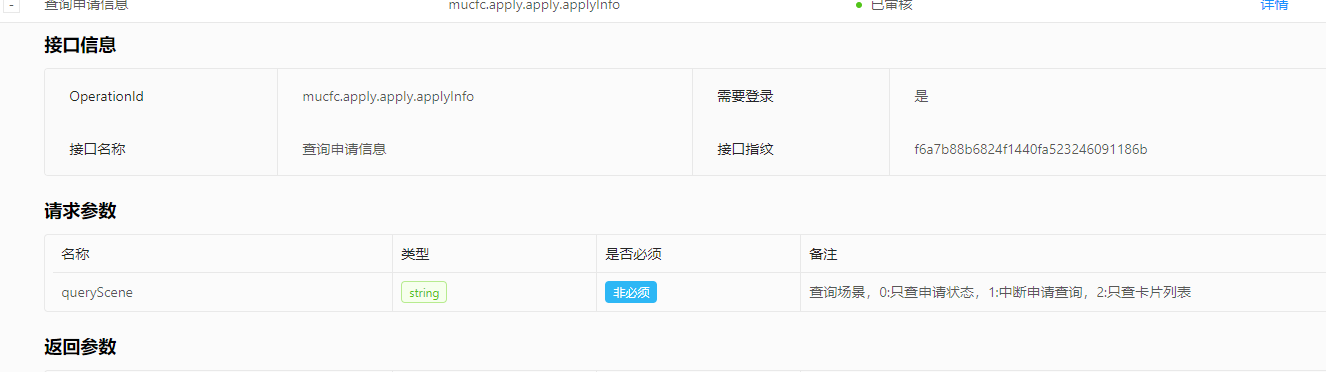 - 查询申请信息 mucfc.apply.apply.applyInfo 已审核 详情
接口信息
OperationId mucfc.apply.apply.applyInfo 需要登录 是
接口名称 查询申请信息 接口指纹 f6a7b88b6824f1440fa523246091186b
请求参数
名称 类型 是否必须 备注
queryScene string 非必须 查询场景，0:只查申请状态，1:中断申请查询，2:只查卡片列表
返回参数